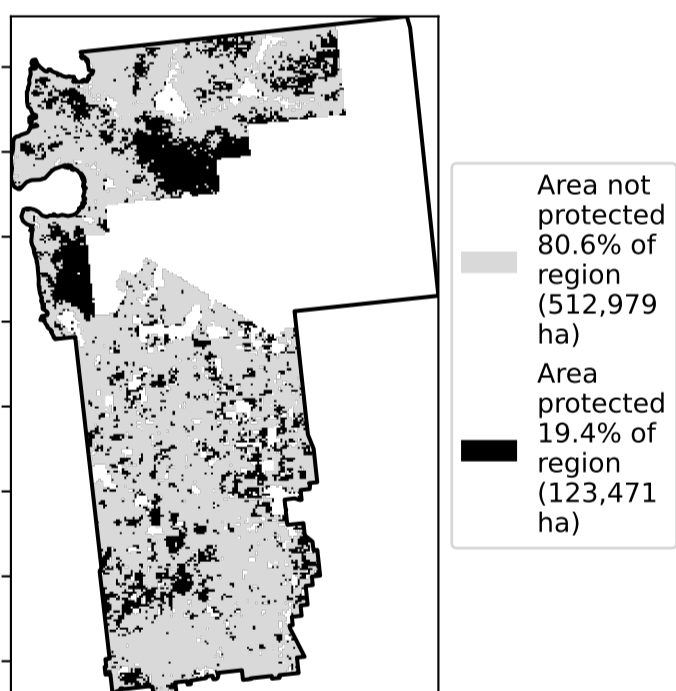 Area not
protected
80.6% of
region
(512,979
ha)
Area
protected
19.4% of
region
(123,471
ha)